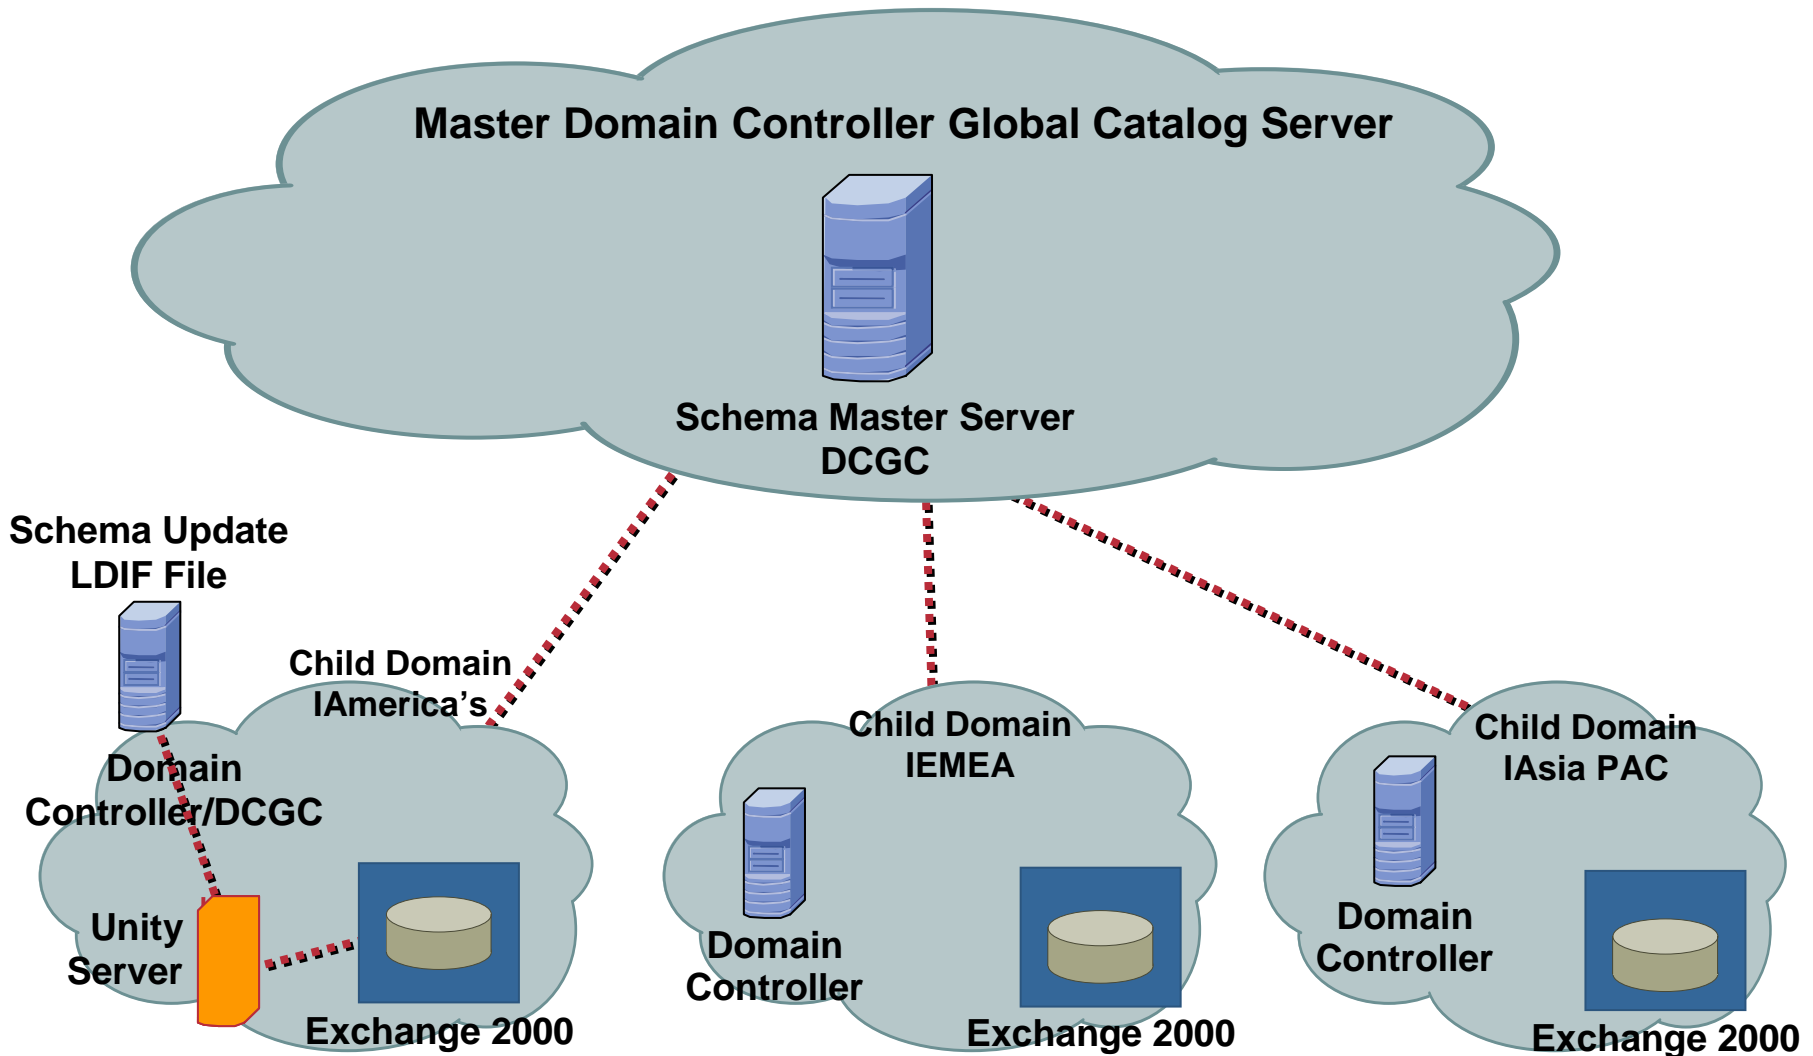 Master Domain Controller Global Catalog Server
Schema Master Server
DCGC
Schema Update
LDIF File
Child Domain
IAmerica's
Domain
Controller/DCGC
Unity
Server
Exchange 2000
Child Domain
IEMEA
Domain
Controller
Exchange 2000
Child Domain
IAsia PAC
Domain
Controller
Exchange 2000